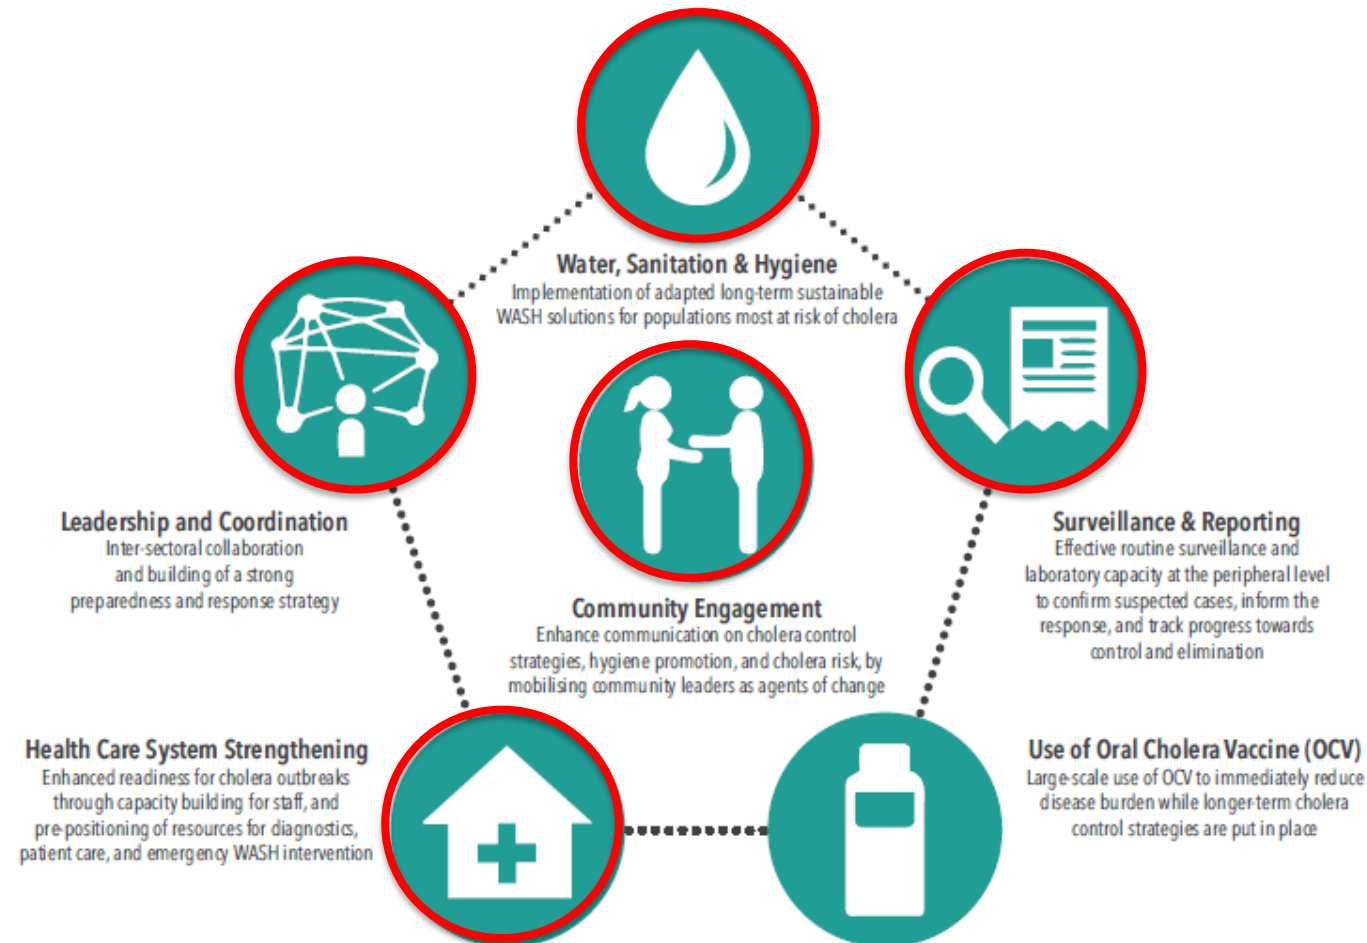 Water, Sanitation & Hygiene
Implementation of adapted long-term sustainable
WASH solutions for populations most at risk of cholera
Leadership and Coordination
Inter-sectoral collaboration
and building of a strong
preparedness and response strategy
Surveillance & Reporting
Effective routine surveillance and
laboratory capacity at the peripheral level
to confirm suspected cases, inform the
response, and track progress towards
control and elimination
Community Engagement
Enhance communication on cholera control
strategies, hygiene promotion, and cholera risk, by
mobilising community leaders as agents of change
Health Care System Strengthening
Enhanced readiness for cholera outbreaks
through capacity building for staff, and
pre-positioning of resources for diagnostics,
patient care, and emergency WASH intervention
Use of Oral Cholera Vaccine (OCV)
Large-scale use of OCV to immediately reduce
disease burden while longer-term cholera
control strategies are put in place